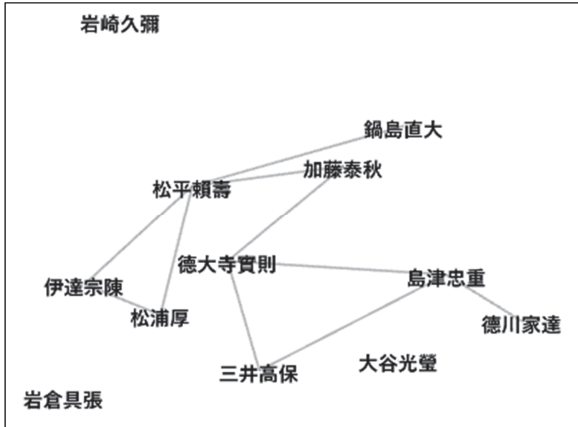 岩崎久彌
鍋島直大
加藤泰秋
松平賴壽
德大寺實則
島津忠重
伊達宗陳
松浦厚
德川家達
大谷光瑩
三井高保
岩倉具張